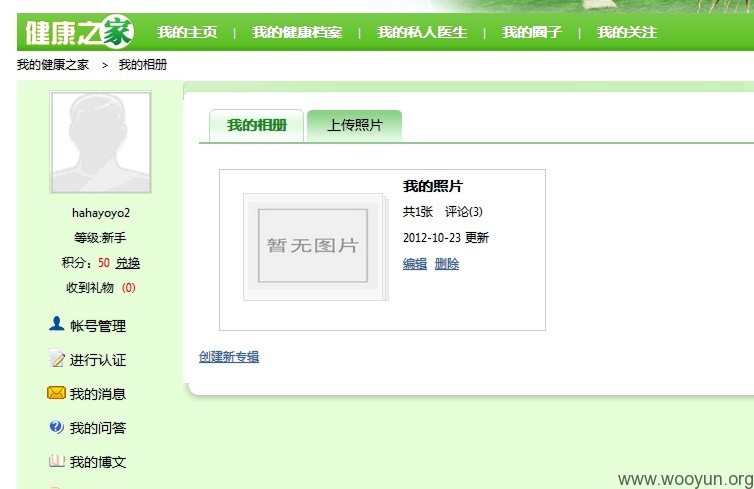 健康之家 我的主页 | 我的健康档案 | 我的私人医生 | 我的圈子 | 我的关注
我的健康之家 > 我的相册
我的相册 上传照片
hahayoyo2
等级:新手
积分：50 兑换
收到礼物 (0)
帐号管理
进行认证
我的消息
我的问答
我的博文
暂无图片
我的照片
共1张 评论(3)
2012-10-23 更新
编辑 删除
创建新专辑
www.wooyun.org